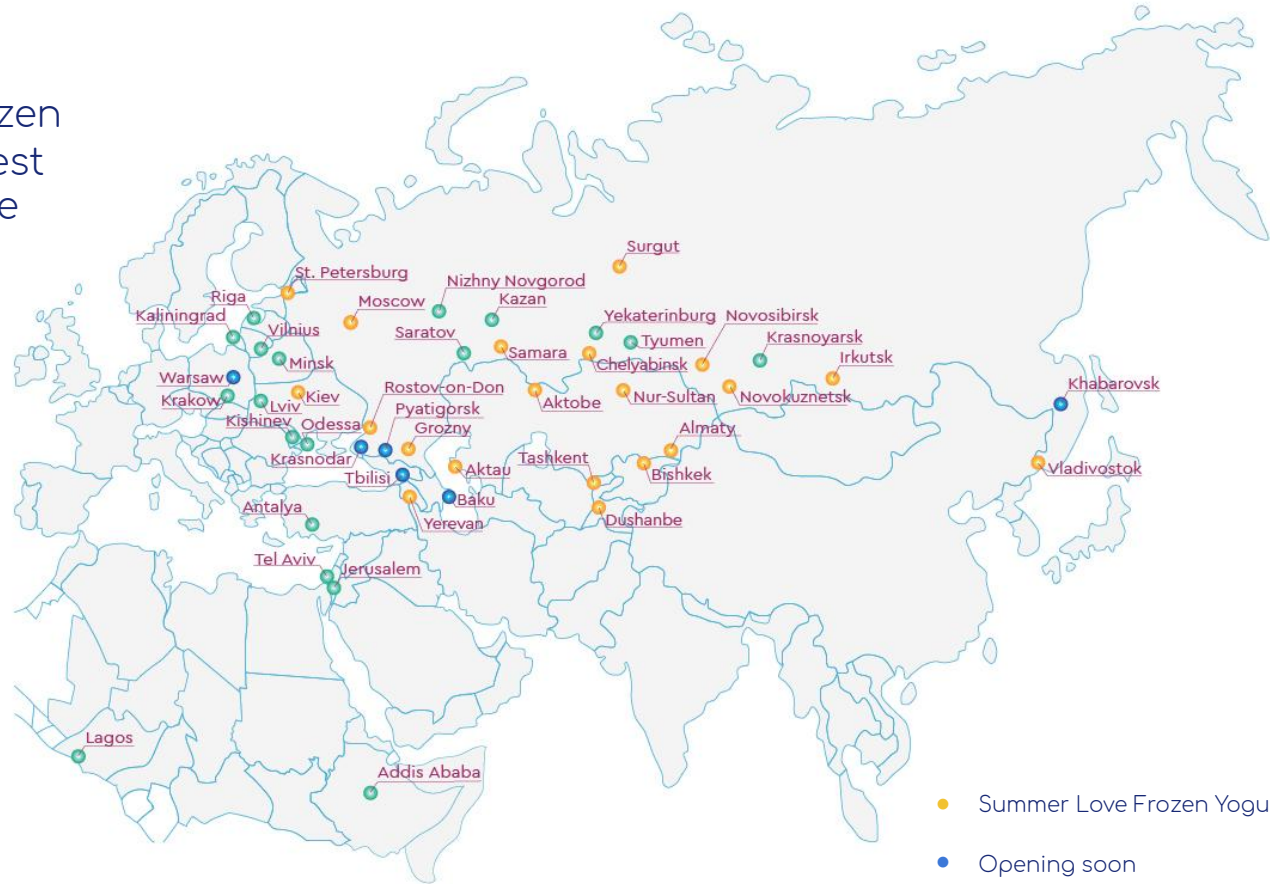 zen
est
e
Surgut
St. Petersburg
Nizhny Novgorod
Moscow
Kazan
Riga
Kaliningrad
Vilnius
Saratov
Yekaterinburg
Novosibirsk
Tyumen
Krasnoyarsk
Samara
Minsk
Chelyabinsk
Irkutsk
Warsaw
Khabarovsk
Rostov-on-Don
Krakow
Kiev
Nur-Sultan
Novokuznetsk
Aktobe
Lviv
Pyatigorsk
Kishinev
Odessa
Grozny
Almaty
Krasnodar
Tashkent
Aktau
Bishkek
Vladivostok
Tbilisi
Baku
Antalya
Yerevan
Dushanbe
Tel Aviv
Jerusalem
Lagos
Addis Ababa
Summer Love Frozen Yogu
Opening soon